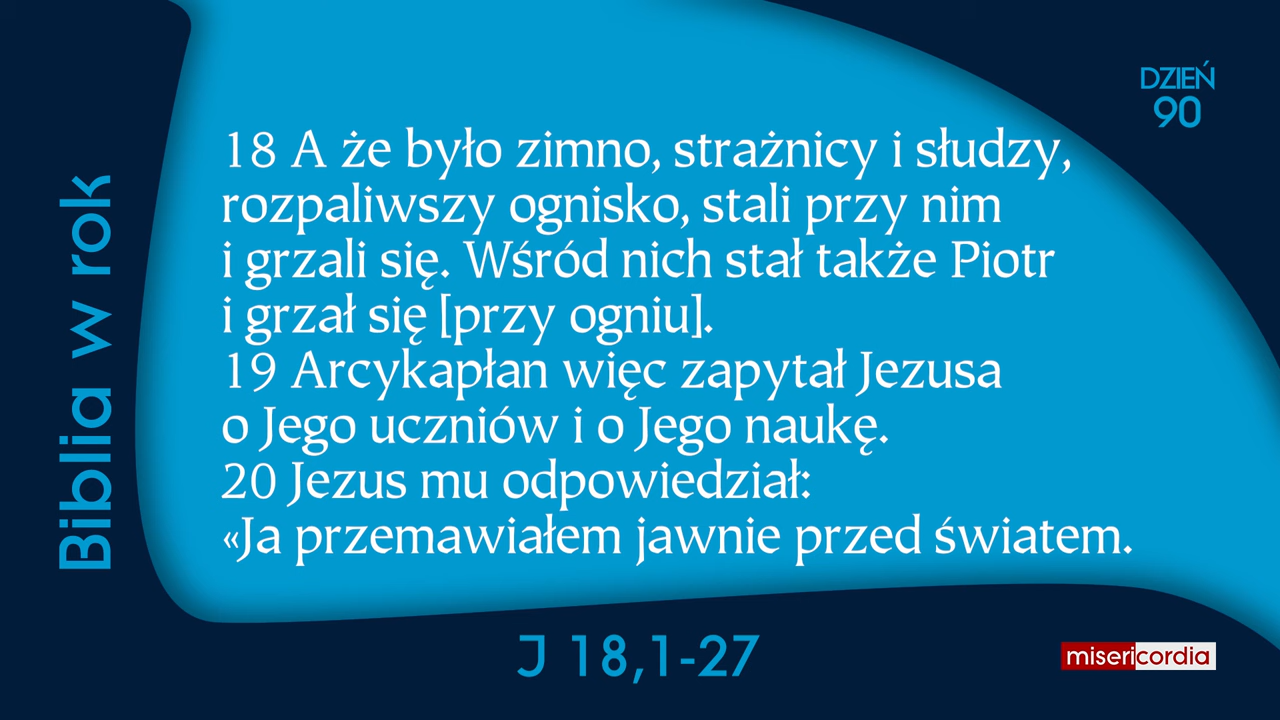 Biblia w rok
DZIEŃ
90
18 A że było zimno, strażnicy i słudzy,
rozpaliwszy ognisko, stali przy nim
i grzali się. Wśród nich stał także Piotr
i grzał się [przy ogniu].
19 Arcykapłan więc zapytał Jezusa
o Jego uczniów i o Jego naukę.
20 Jezus mu odpowiedział:
«Ja przemawiałem jawnie przed światem.
J 18,1-27
misericordia